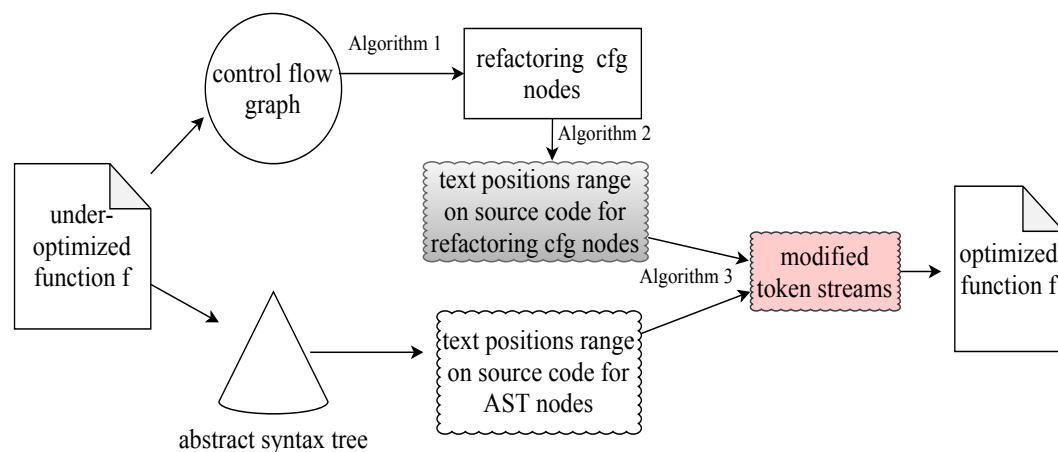 Algorithm 1
control flow
graph
refactoring cfg
nodes
Algorithm 2
under-
optimized
function f
text positions range
on source code for
refactoring cfg nodes
Algorithm 3
modified
token streams
optimized
function f'
text positions range
on source code for
AST nodes
abstract syntax tree